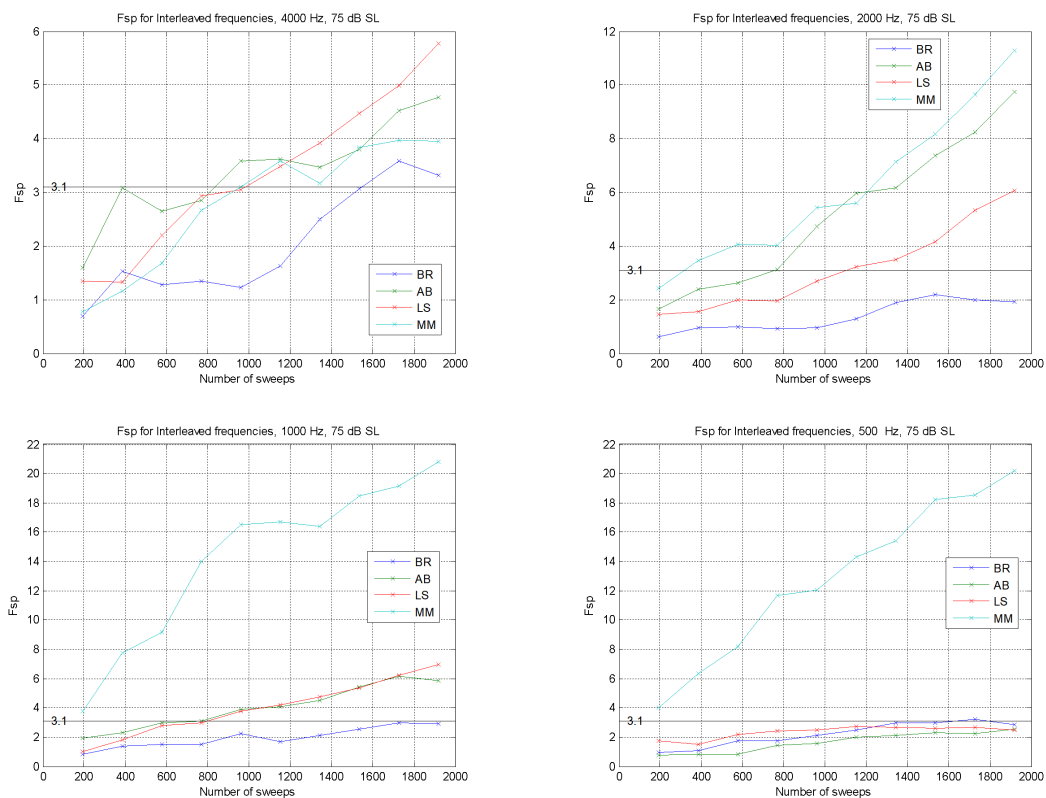 Fsp for Interleaved frequencies, 4000 Hz, 75 dB SL
6
5
4
3
2
1
0
Fsp
3.1
BR
AB
LS
MM
0 200 400 600 800 1000 1200 1400 1600 1800 2000
Number of sweeps
Fsp for Interleaved frequencies, 2000 Hz, 75 dB SL
12
10
8
6
4
2
0
Fsp
3.1
BR
AB
LS
MM
0 200 400 600 800 1000 1200 1400 1600 1800 2000
Number of sweeps
Fsp for Interleaved frequencies, 1000 Hz, 75 dB SL
22
20
18
16
14
12
10
8
6
4
2
0
Fsp
3.1
BR
AB
LS
MM
0 200 400 600 800 1000 1200 1400 1600 1800 2000
Number of sweeps
Fsp for Interleaved frequencies, 500 Hz, 75 dB SL
22
20
18
16
14
12
10
8
6
4
2
0
Fsp
3.1
BR
AB
LS
MM
0 200 400 600 800 1000 1200 1400 1600 1800 2000
Number of sweeps